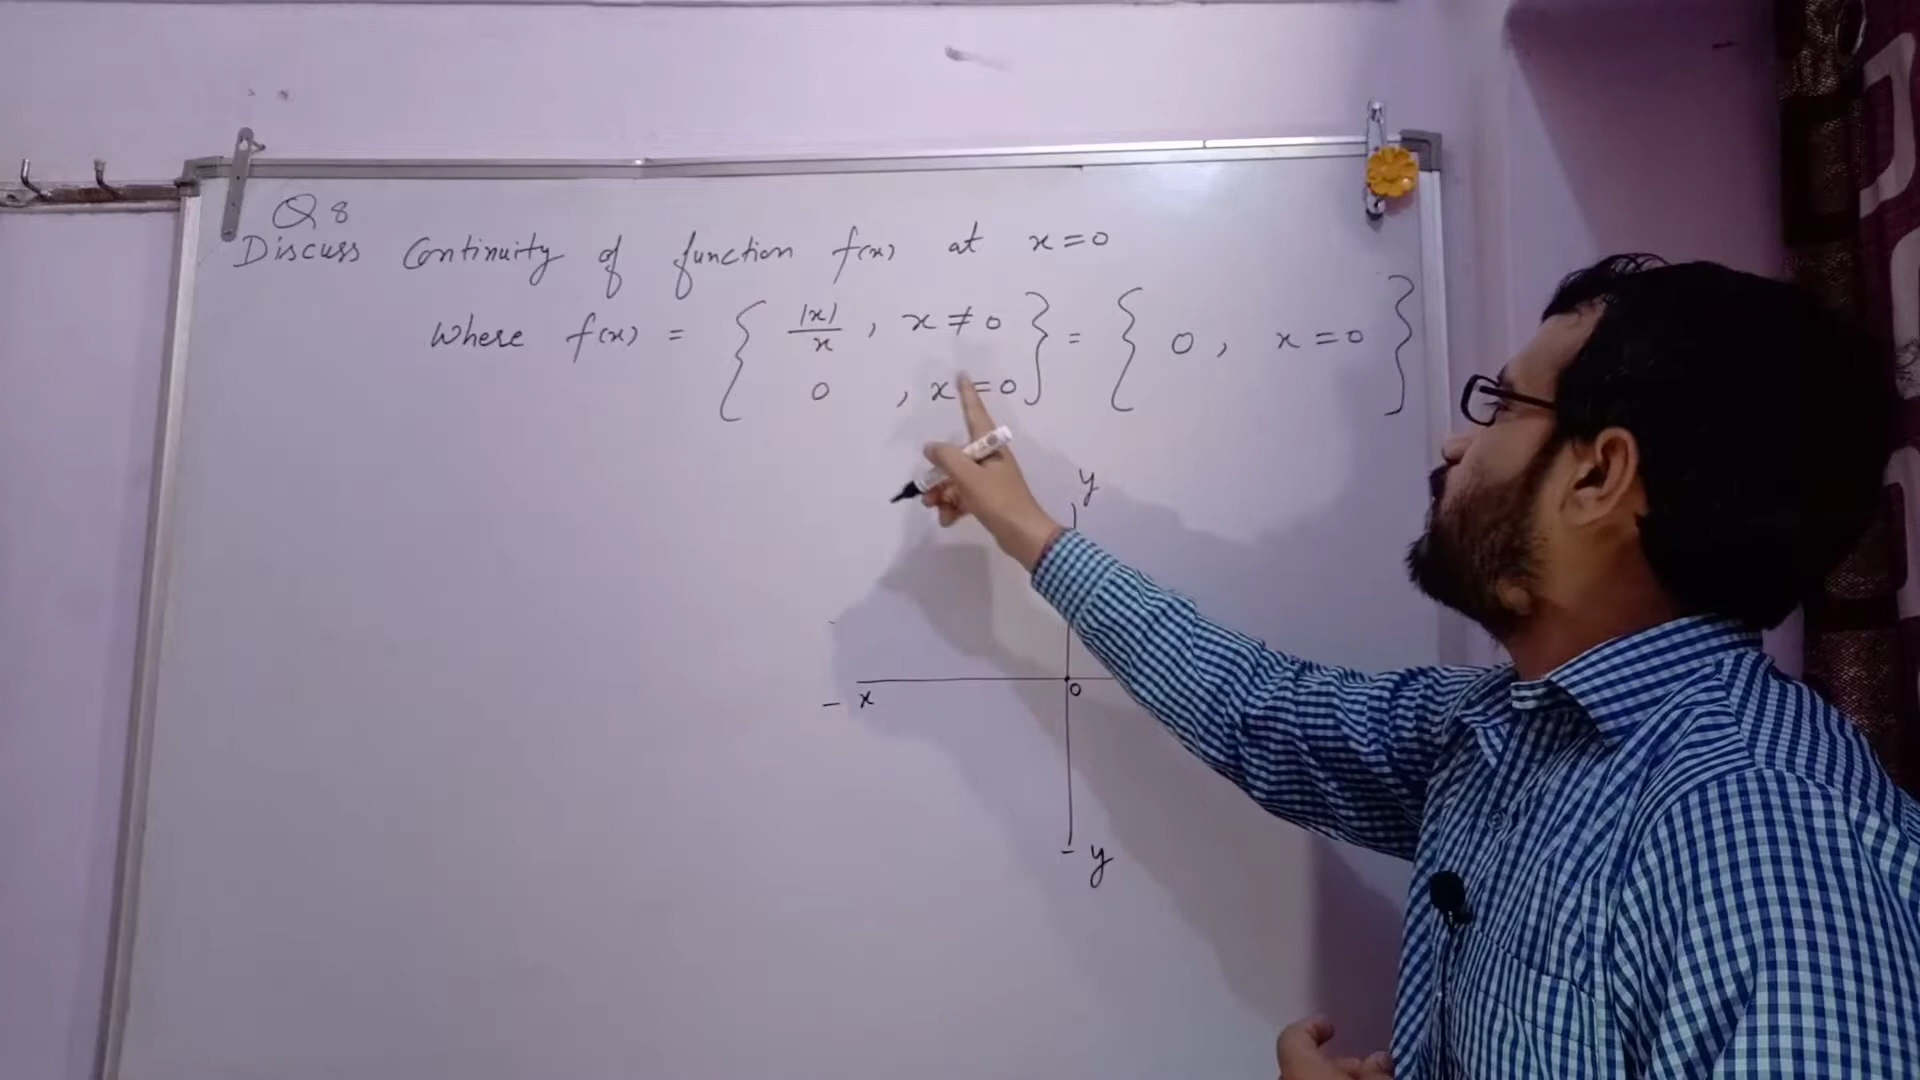 Q 8
Discuss Continuity of function f(x) at x=0
Where f(x) = { |x|/x , x ≠ 0 } = { 0 , x = 0 }
0 , x = 0
y
- x
0
- y